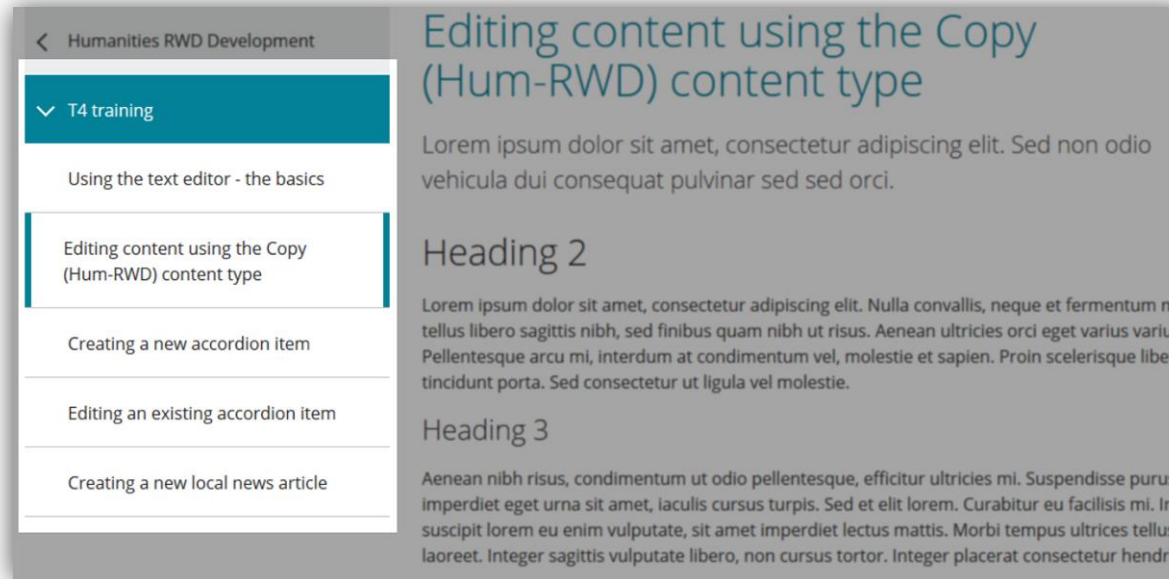 Humanities RWD Development
T4 training
Using the text editor - the basics
Editing content using the Copy
(Hum-RWD) content type
Creating a new accordion item
Editing an existing accordion item
Creating a new local news article
Editing content using the Copy
(Hum-RWD) content type
Lorem ipsum dolor sit amet, consectetur adipiscing elit. Sed non odio
vehicula dui consequat pulvinar sed sed orci.
Heading 2
Lorem ipsum dolor sit amet, consectetur adipiscing elit. Nulla convallis, neque et fermentum
tellus libero sagittis nibh, sed finibus quam nibh ut risus. Aenean ultricies orci eget varius
Pellentesque arcu mi, interdum at condimentum vel, molestie et sapien. Proin scelerisque
tincidunt porta. Sed consectetur ut ligula vel molestie.
Heading 3
Aenean nibh risus, condimentum ut odio pellentesque, efficitur ultricies mi. Suspendisse
imperdiet eget urna sit amet, iaculis cursus turpis. Sed et elit lorem. Curabitur eu facilisis mi.
suscipit lorem eu enim vulputate, sit amet imperdiet lectus mattis. Morbi tempus ultrices
laoreet. Integer sagittis vulputate libero, non cursus tortor. Integer placerat consectetur